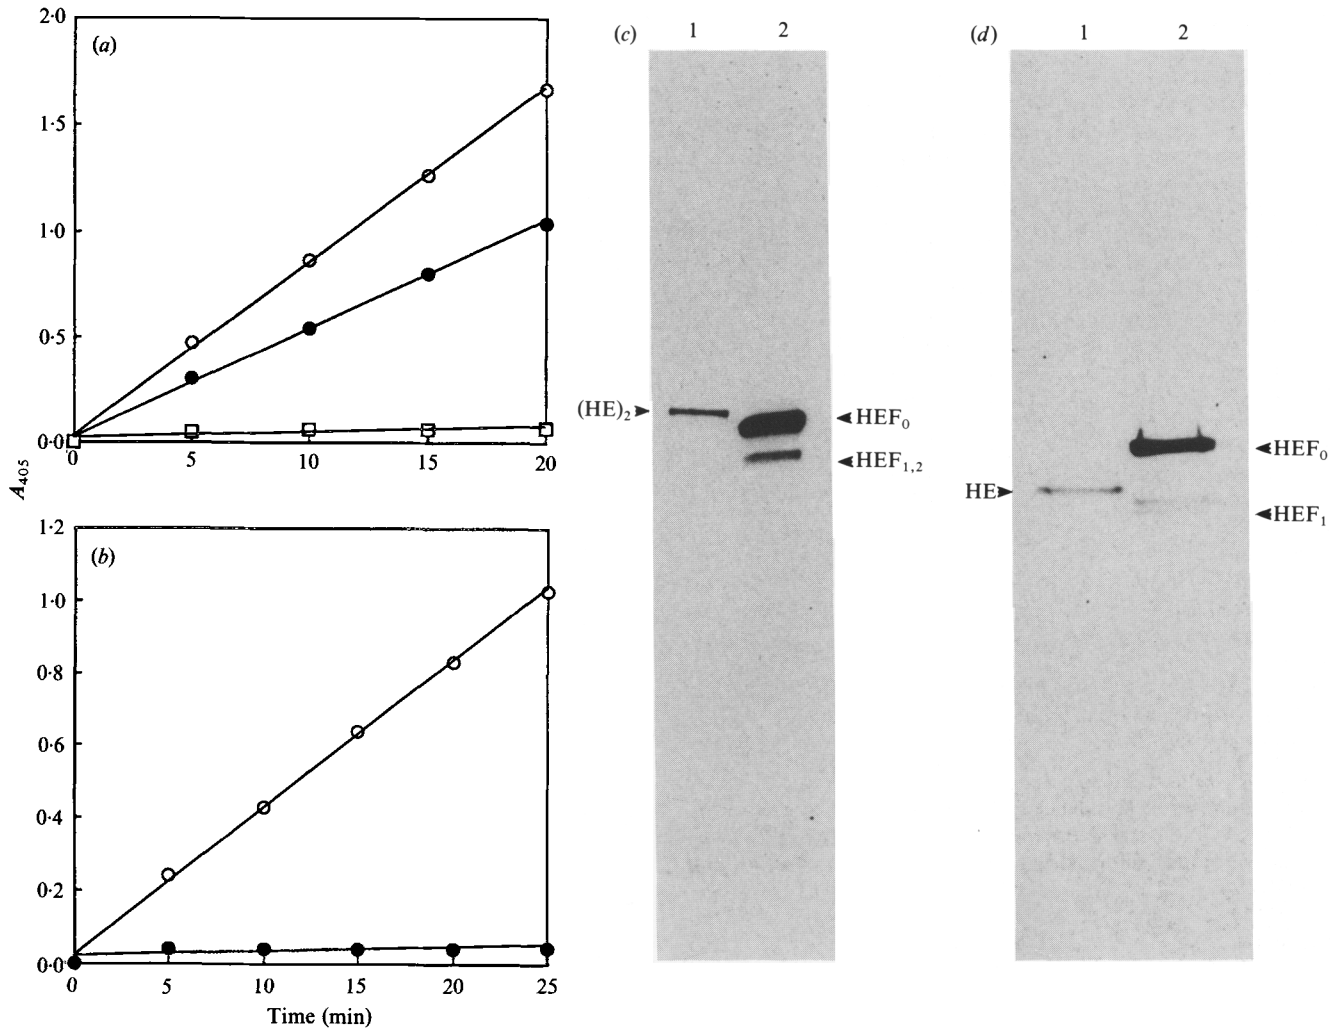 A₄₀₅
(a)
2·0
1·5
1·0
0·5
0·0
0 5 10 15 20
(b)
1·2
1·0
0·8
0·6
0·4
0·2
0·0
0 5 10 15 20 25
Time (min)
(c) 1 2
(HE)₂
HEF₀
HEF₁,₂
(d) 1 2
HE
HEF₀
HEF₁